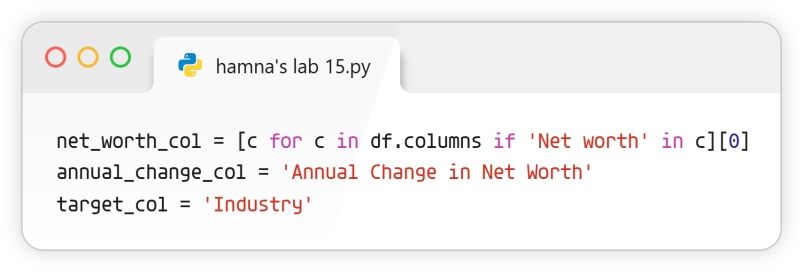 hamna's lab 15.py
net_worth_col = [c for c in df.columns if 'Net worth' in c][0]
annual_change_col = 'Annual Change in Net Worth'
target_col = 'Industry'